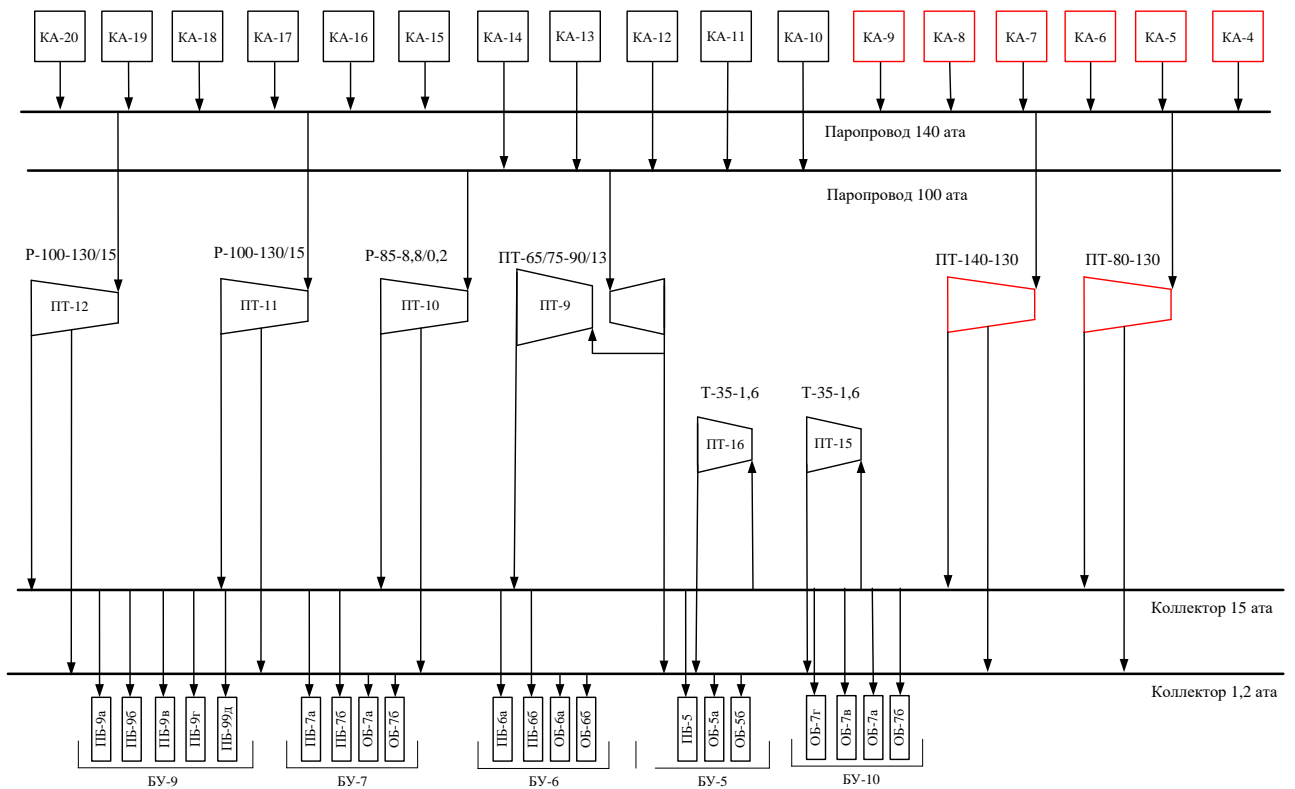 КА-20
КА-19
КА-18
КА-17
КА-16
КА-15
КА-14
КА-13
КА-12
КА-11
КА-10
КА-9
КА-8
КА-7
КА-6
КА-5
КА-4
Паропровод 140 ата
Паропровод 100 ата
Р-100-130/15
Р-100-130/15
Р-85-8,8/0,2
ПТ-65/75-90/13
ПТ-140-130
ПТ-80-130
ПТ-12
ПТ-11
ПТ-10
ПТ-9
Т-35-1,6
Т-35-1,6
ПТ-16
ПТ-15
Коллектор 15 ата
Коллектор 1,2 ата
ПБ-9а
ПБ-9б
ПБ-9в
ПБ-9г
ПБ-99д
ПБ-7а
ПБ-7б
ОБ-7а
ОБ-7б
ПБ-6а
ПБ-6б
ОБ-6а
ОБ-6б
ПБ-5
ОБ-5а
ОБ-5б
ОБ-7г
ОБ-7в
ОБ-7а
ОБ-7б
БУ-9
БУ-7
БУ-6
БУ-5
БУ-10